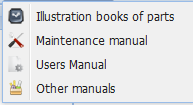 Illustration books of parts
Maintenance manual
Users Manual
Other manuals